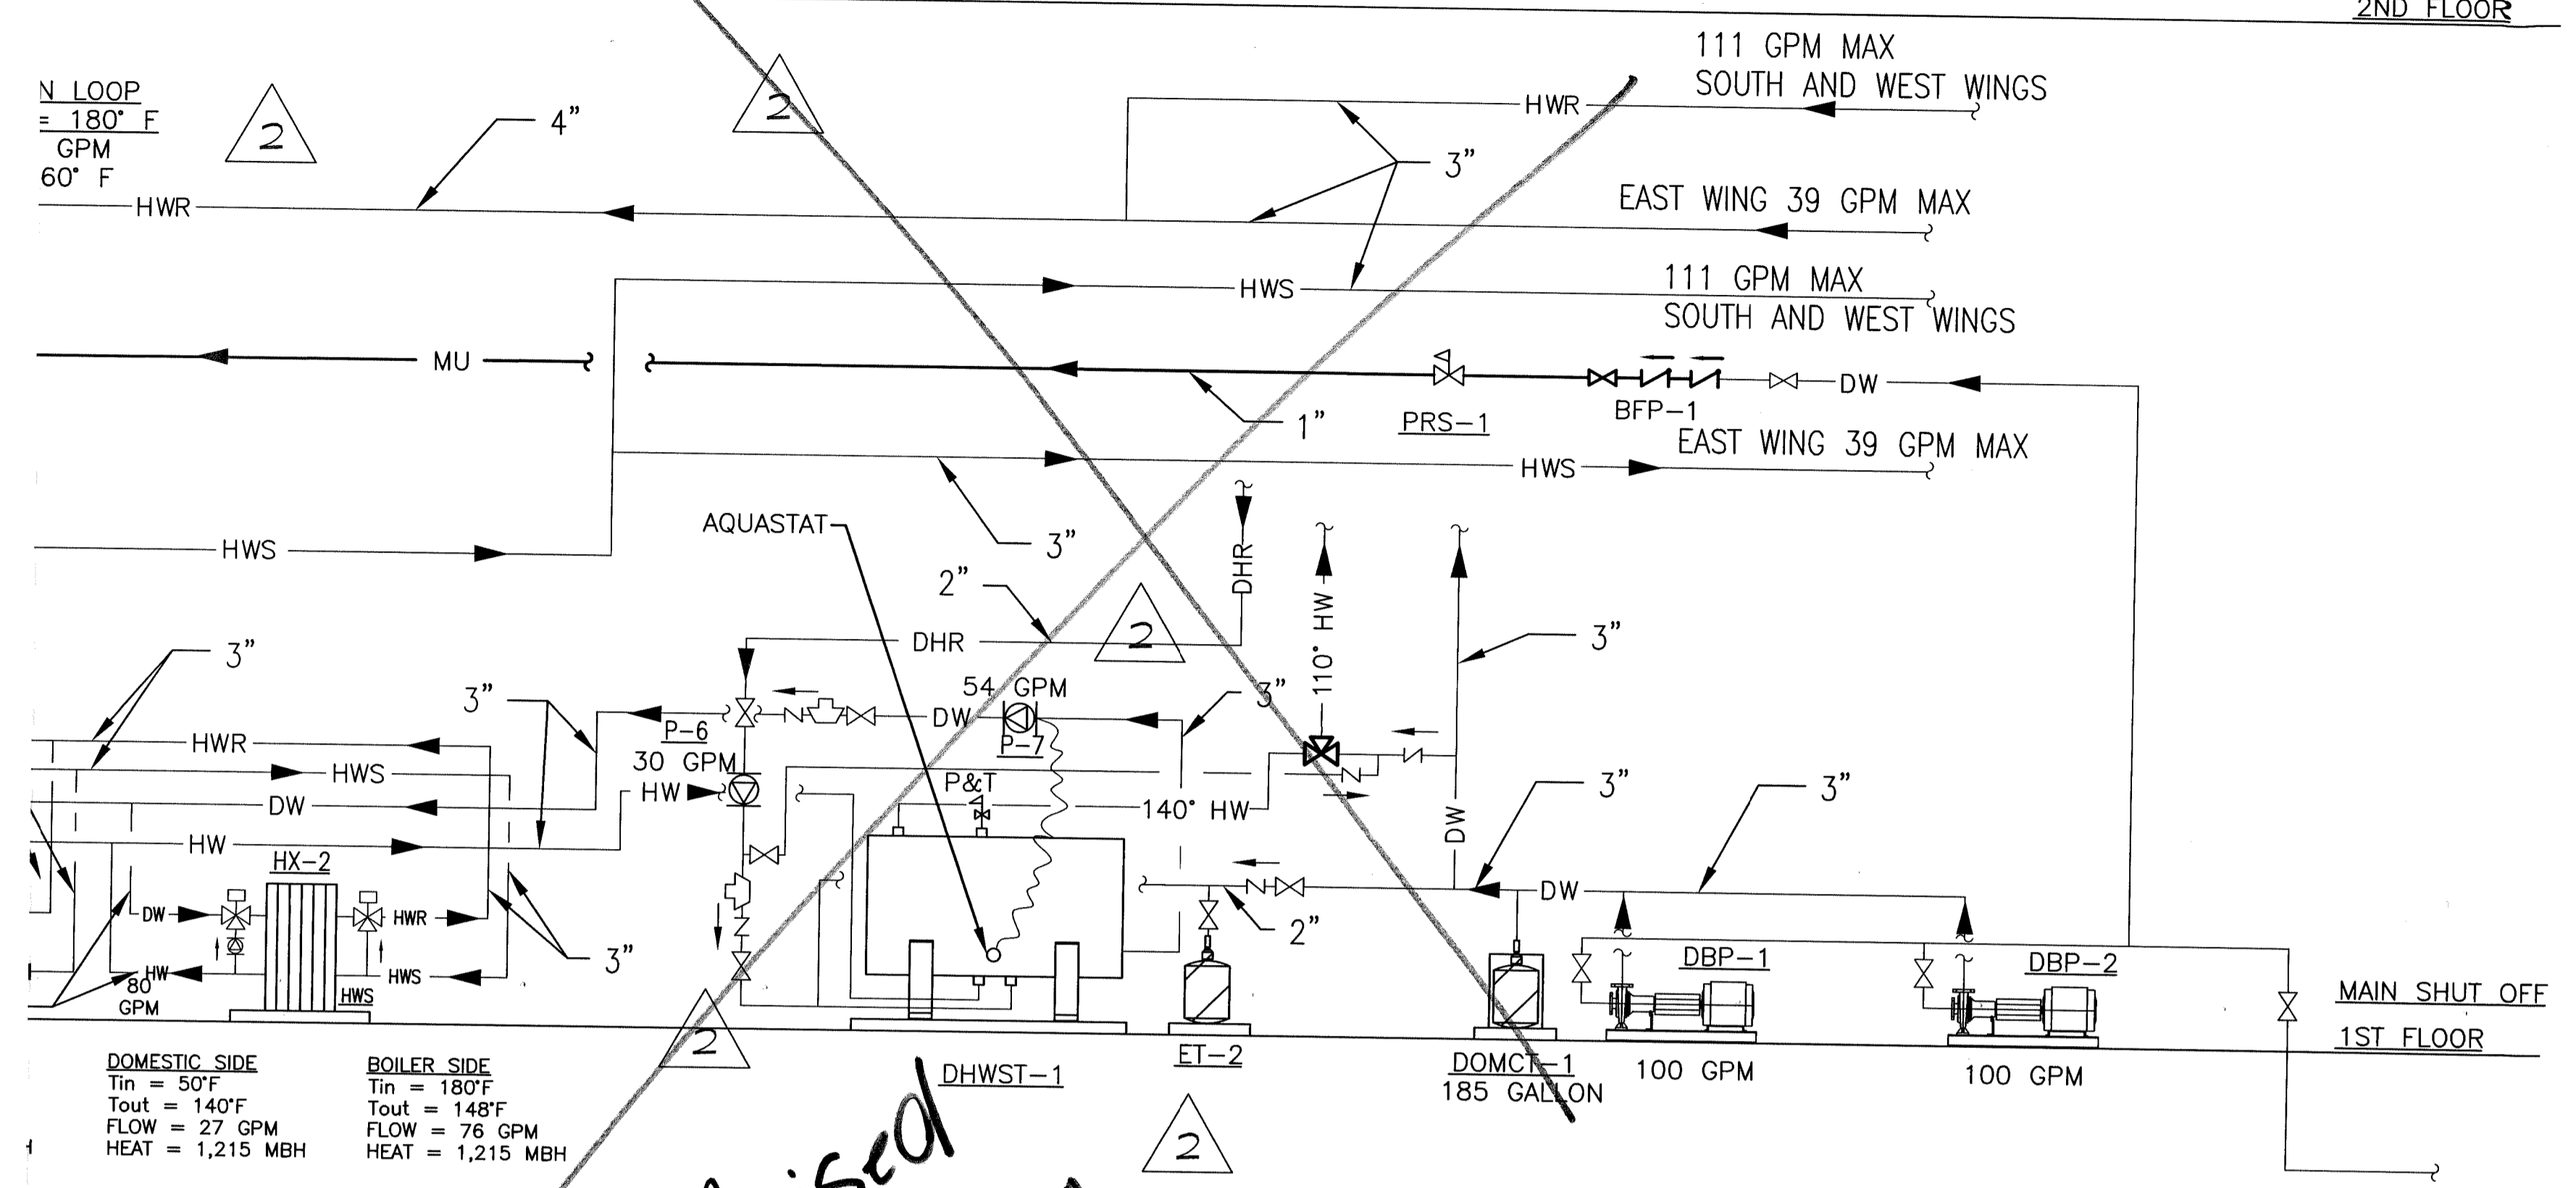 2ND FLOOR
111 GPM MAX
SOUTH AND WEST WINGS
N LOOP
= 180° F
GPM
60° F
2
2
4"
HWR
3"
HWR
EAST WING 39 GPM MAX
111 GPM MAX
HWS
SOUTH AND WEST WINGS
MU
DW
1"
PRS-1
BFP-1
EAST WING 39 GPM MAX
HWS
AQUASTAT
HWS
3"
2"
DHR
110° HW
2
3"
DHR
3"
3"
54 GPM
3"
DW
P-6
P-7
HWR
30 GPM
HWS
P&T
HW
3"
3"
DW
140° HW
DW
HW
HX-2
DW
DW
HWR
2"
3"
DBP-1
DBP-2
HW
HWS
80
GPM
HWS
MAIN SHUT OFF
2
1ST FLOOR
DOMESTIC SIDE
Tin = 50°F
Tout = 140°F
FLOW = 27 GPM
HEAT = 1,215 MBH
BOILER SIDE
Tin = 180°F
Tout = 148°F
FLOW = 76 GPM
HEAT = 1,215 MBH
DHWST-1
ET-2
DOMCT-1
185 GALLON
100 GPM
100 GPM
2